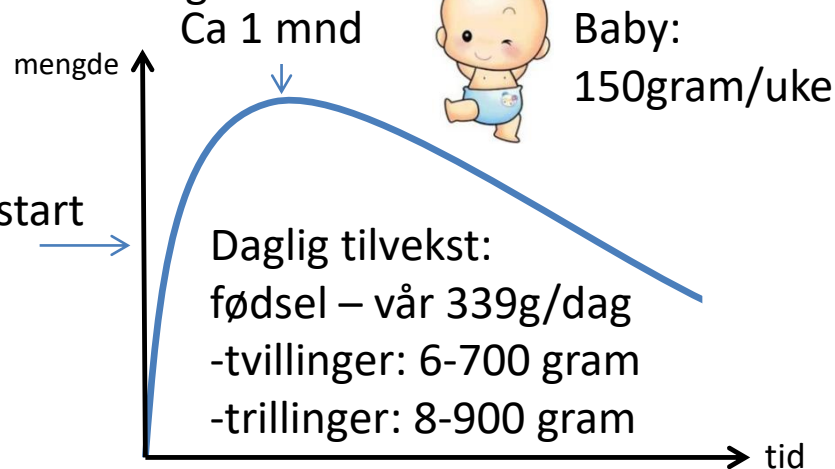 Ca 1 mnd
Baby:
mengde
150gram/uke
start
Daglig tilvekst:
fødsel – vår 339g/dag
-tvillinger: 6-700 gram
-trillinger: 8-900 gram
tid